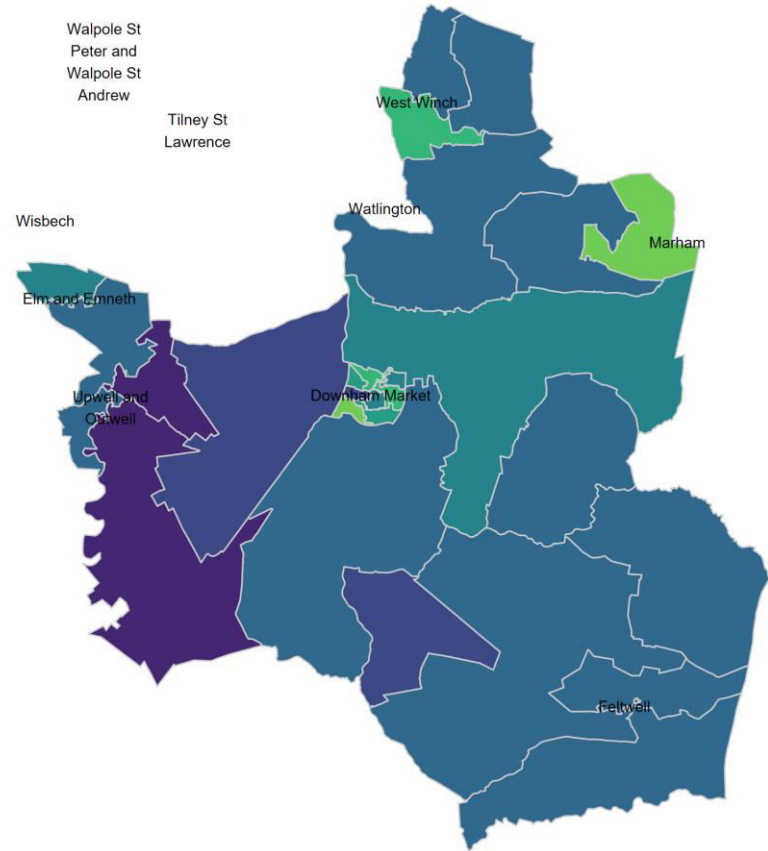 Walpole St
Peter and
Walpole St
Andrew
West Winch
Tilney St
Lawrence
Watlington
Wisbech
Marham
Elm and Emneth
Downham Market
Upwell and
Outwell
Feltwell